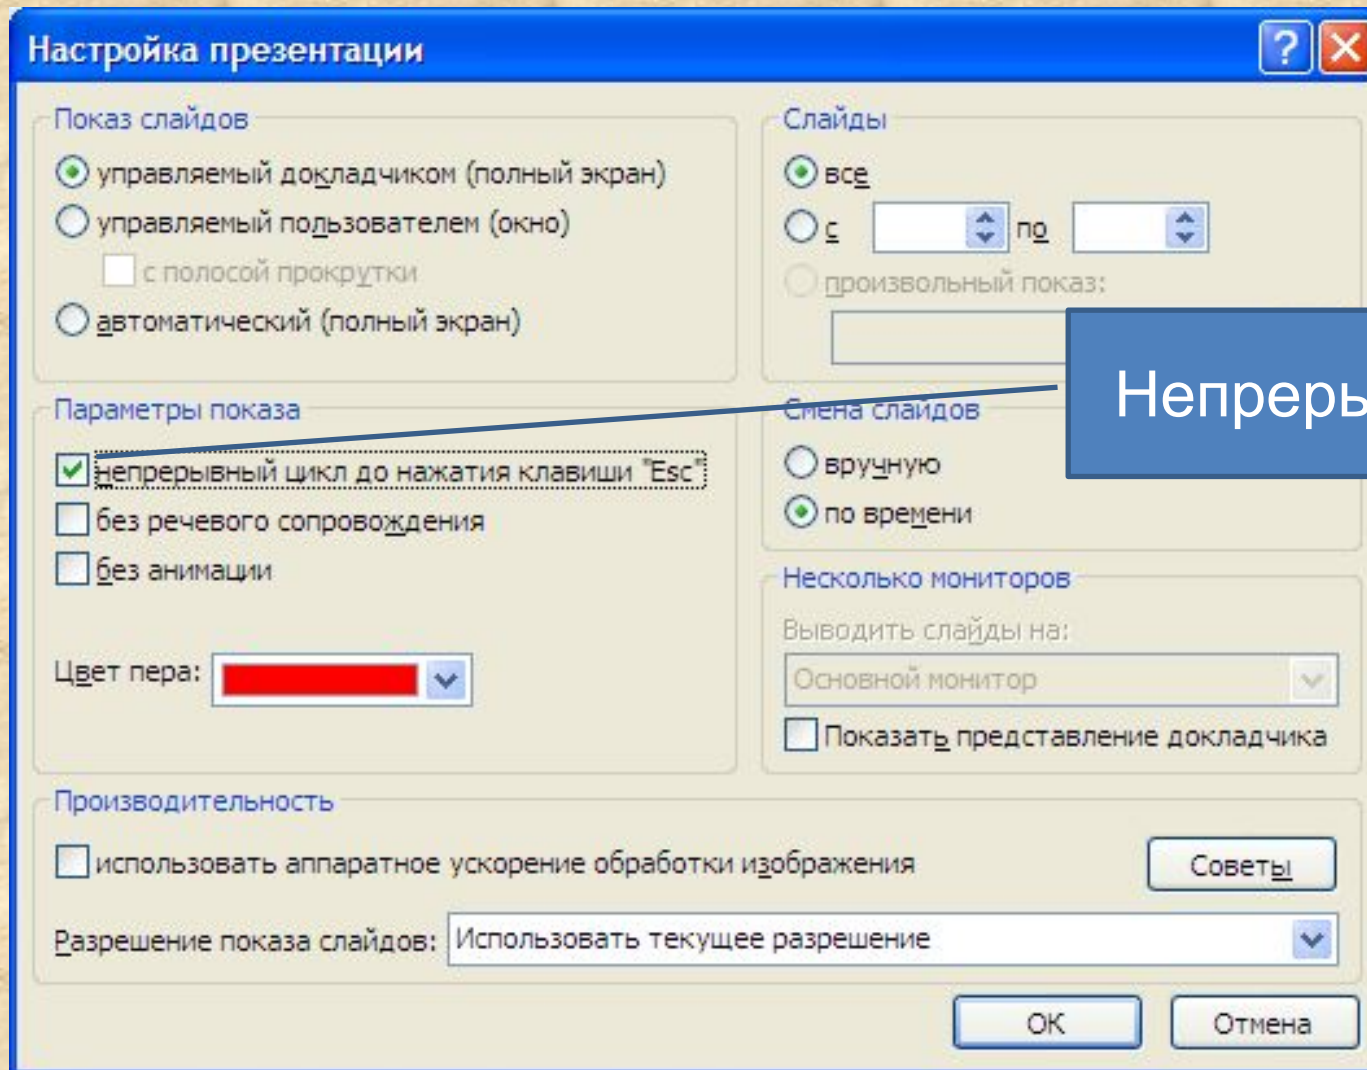 Настройка презентации
Показ слайдов
управляемый докладчиком (полный экран)
управляемый пользователем (окно)
с полосой прокрутки
автоматический (полный экран)
Слайды
все
с по
произвольный показ:
Параметры показа
непрерывный цикл до нажатия клавиши "Esc"
без речевого сопровождения
без анимации
Цвет пера:
Смена слайдов
вручную
по времени
Несколько мониторов
Выводить слайды на:
Основной монитор
Показать представление докладчика
Производительность
использовать аппаратное ускорение обработки изображения
Советы
Разрешение показа слайдов: Использовать текущее разрешение
ОК Отмена